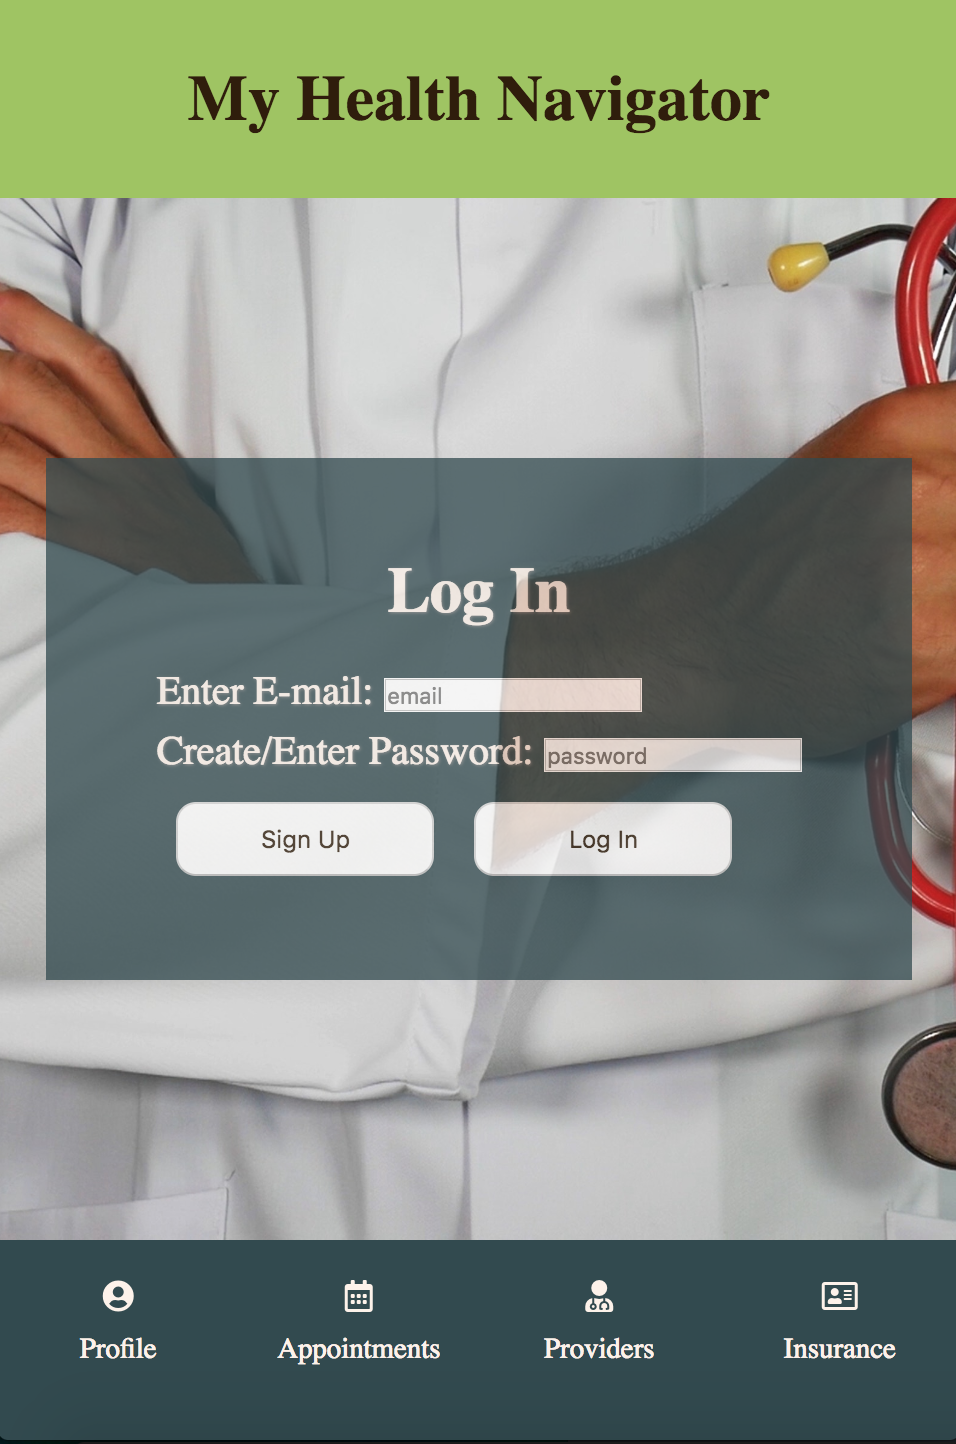 My Health Navigator
Log In
Enter E-mail: email
Create/Enter Password: password
Sign Up Log In
Profile Appointments Providers Insurance